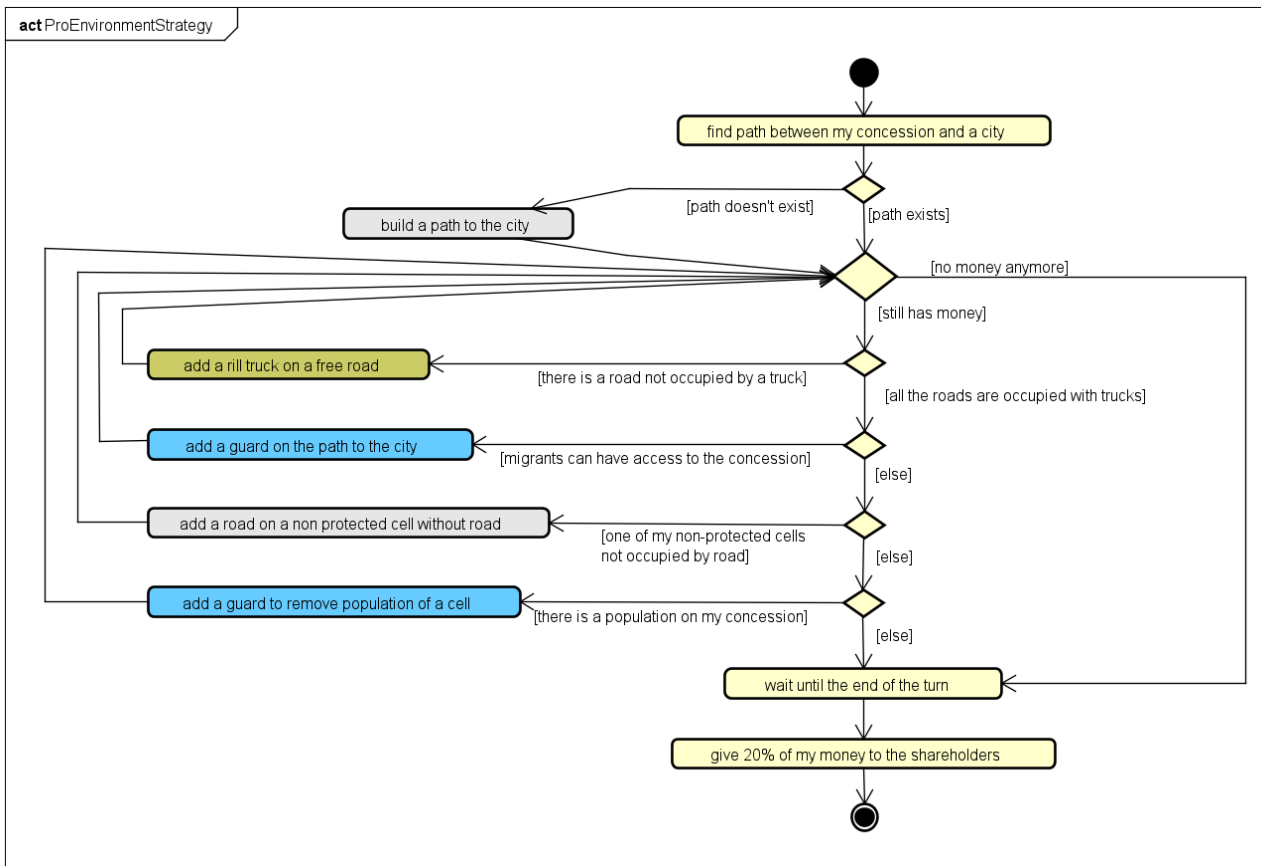 act ProEnvironmentStrategy
find path between my concession and a city
[path doesn't exist]
[path exists]
build a path to the city
[no money anymore]
[still has money]
add a rill truck on a free road
[there is a road not occupied by a truck]
[all the roads are occupied with trucks]
add a guard on the path to the city
[migrants can have access to the concession]
[else]
add a road on a non protected cell without road
[one of my non-protected cells
not occupied by road]
[else]
add a guard to remove population of a cell
[there is a population on my concession]
[else]
wait until the end of the turn
give 20% of my money to the shareholders